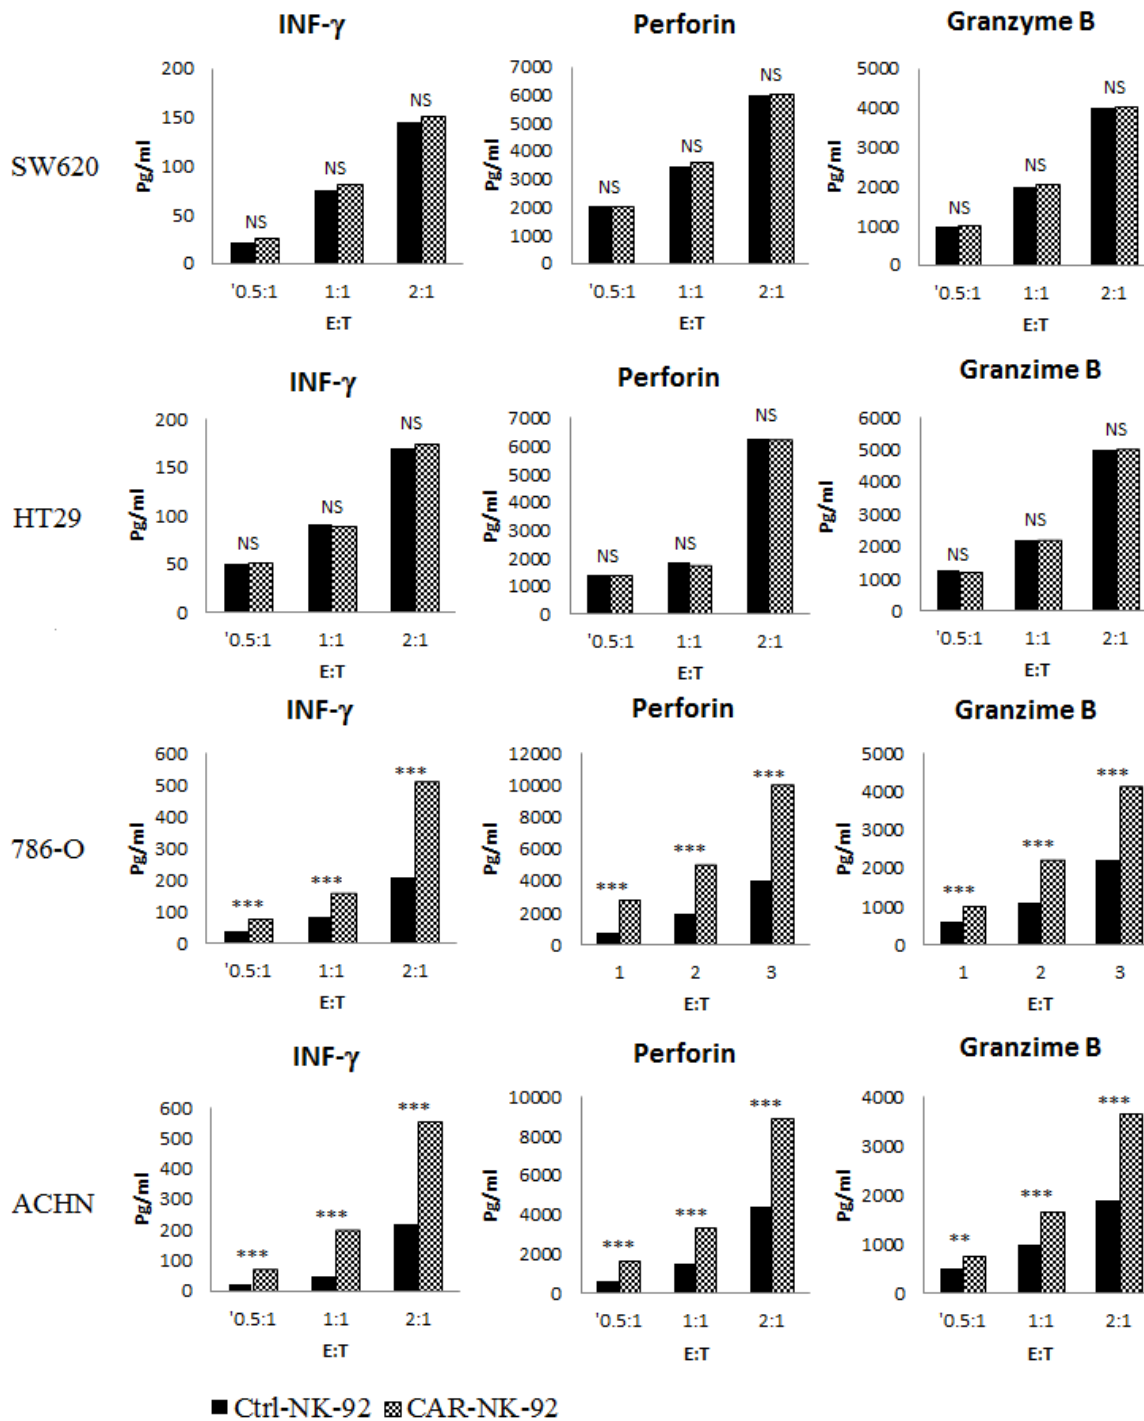 INF-γ Perforin Granzyme B
SW620
Pg/ml
200
150
100
50
0
NS NS NS
'0.5:1 1:1 2:1
E:T
Pg/ml
7000
6000
5000
4000
3000
2000
1000
0
NS NS NS
'0.5:1 1:1 2:1
E:T
Pg/ml
5000
4000
3000
2000
1000
0
NS NS NS
'0.5:1 1:1 2:1
E:T
INF-γ Perforin Granzime B
HT29
Pg/ml
200
150
100
50
0
NS NS NS
'0.5:1 1:1 2:1
E:T
Pg/ml
7000
6000
5000
4000
3000
2000
1000
0
NS NS NS
'0.5:1 1:1 2:1
E:T
Pg/ml
6000
5000
4000
3000
2000
1000
0
NS NS NS
'0.5:1 1:1 2:1
E:T
INF-γ Perforin Granzime B
786-O
Pg/ml
600
500
400
300
200
100
0
*** *** ***
'0.5:1 1:1 2:1
E:T
Pg/ml
12000
10000
8000
6000
4000
2000
0
*** *** ***
1 2 3
E:T
Pg/ml
5000
4000
3000
2000
1000
0
*** *** ***
1 2 3
E:T
INF-γ Perforin Granzime B
ACHN
Pg/ml
600
500
400
300
200
100
0
*** *** ***
'0.5:1 1:1 2:1
E:T
Pg/ml
10000
8000
6000
4000
2000
0
*** *** ***
'0.5:1 1:1 2:1
E:T
Pg/ml
4000
3000
2000
1000
0
** *** ***
'0.5:1 1:1 2:1
E:T
Ctrl-NK-92 CAR-NK-92